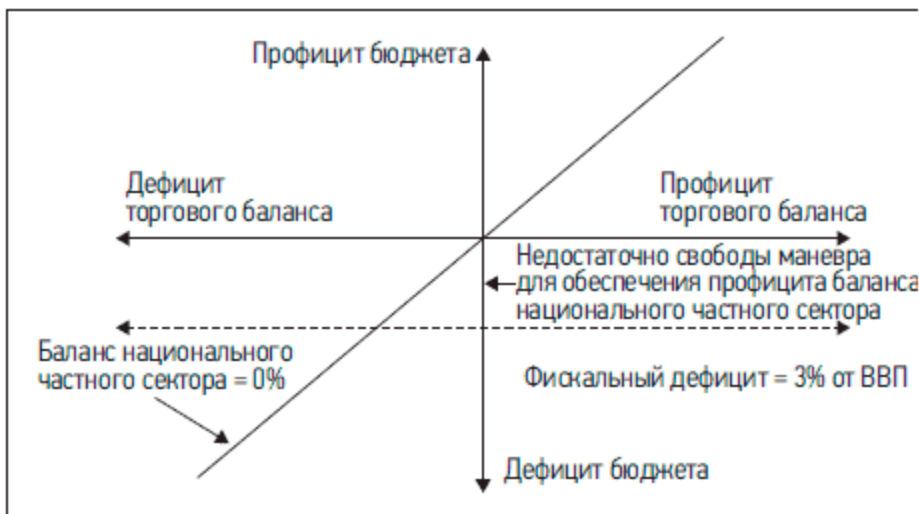 Профицит бюджета
Дефицит
торгового баланса
Профицит
торгового баланса
Недостаточно свободы маневра
для обеспечения профицита баланса
национального частного сектора
Баланс национального
частного сектора = 0%
Фискальный дефицит = 3% от ВВП
Дефицит бюджета